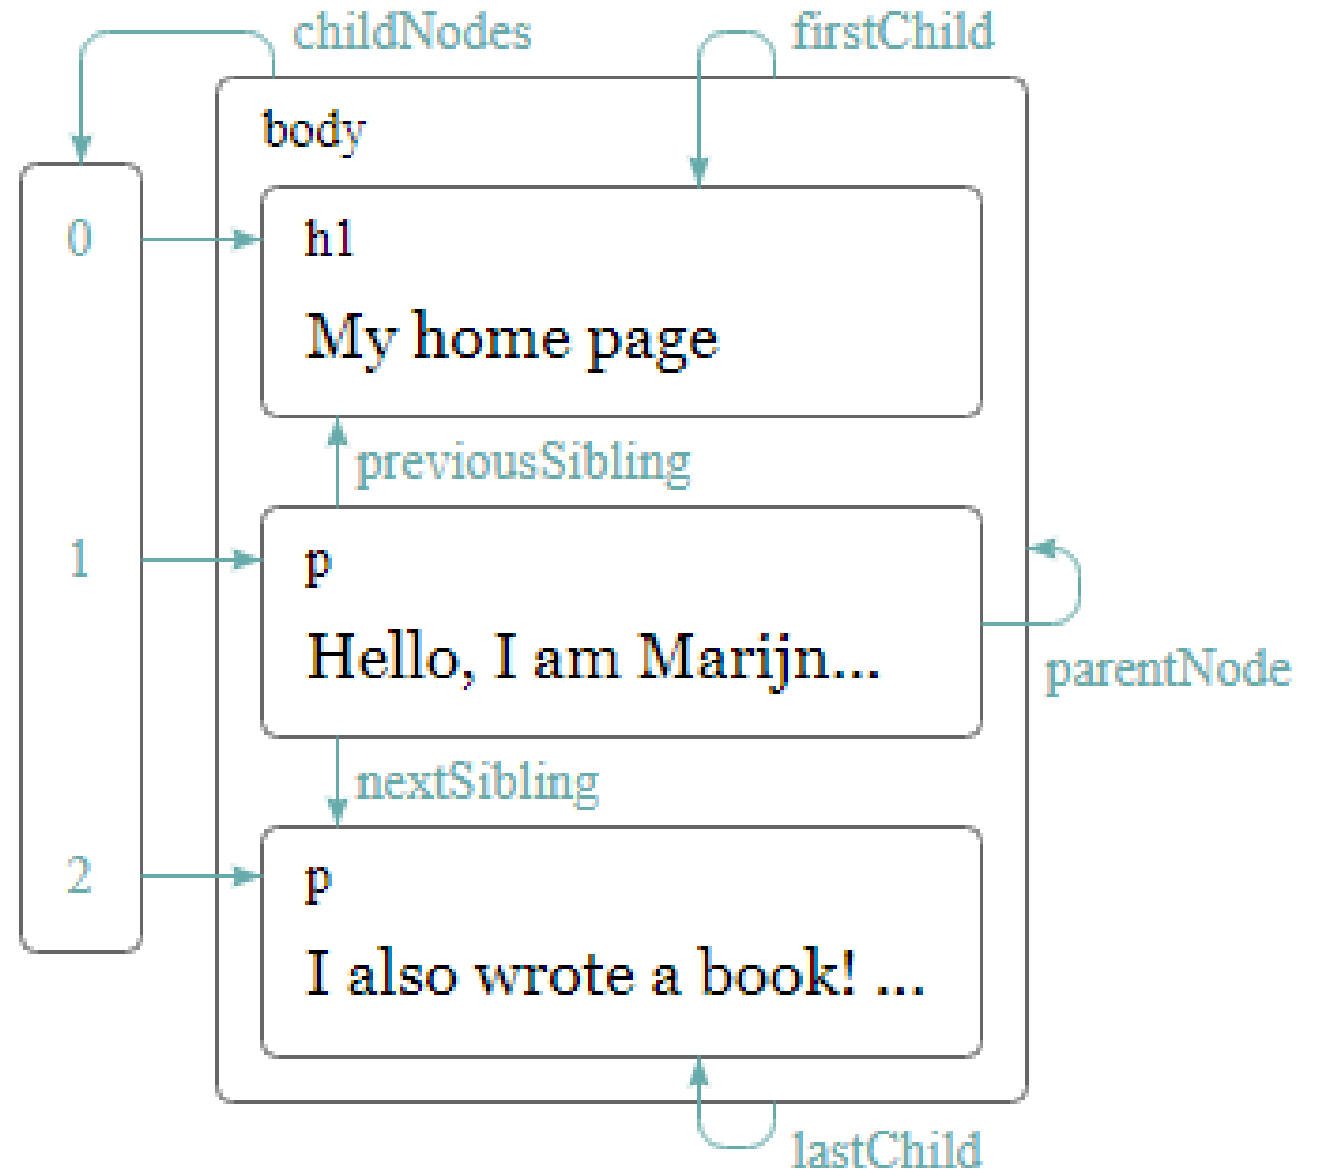 childNodes
firstChild
body
0
h1
My home page
previousSibling
1
p
Hello, I am Marijn...
parentNode
nextSibling
2
p
I also wrote a book! ...
lastChild